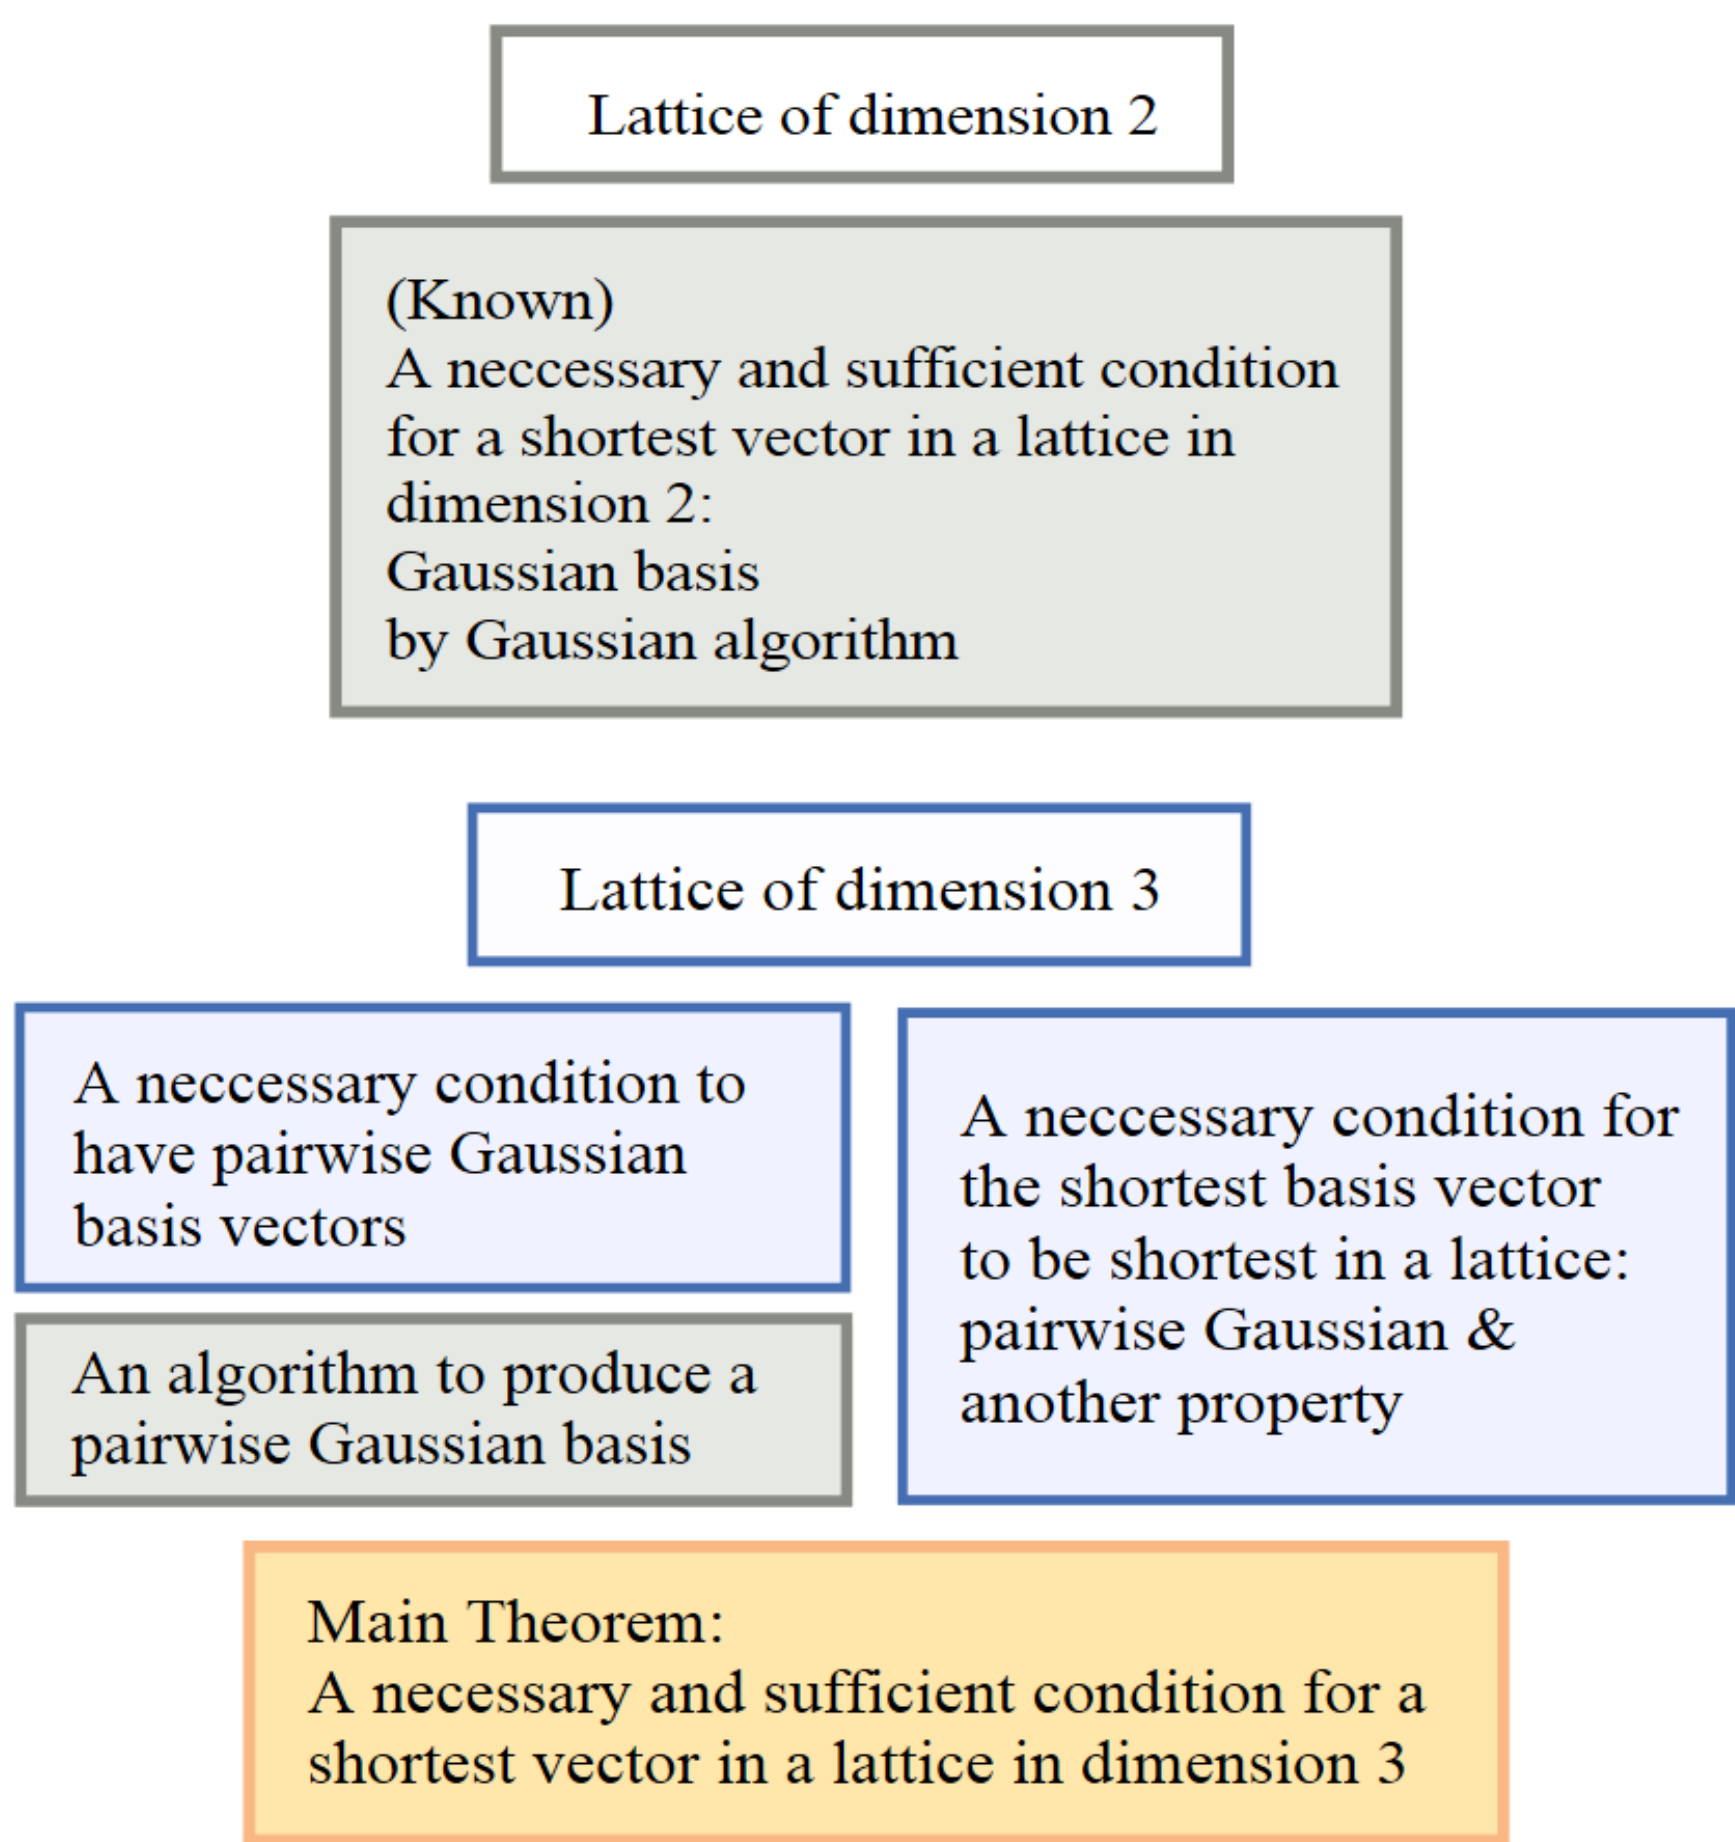 Lattice of dimension 2
(Known)
A neccessary and sufficient condition
for a shortest vector in a lattice in
dimension 2:
Gaussian basis
by Gaussian algorithm
Lattice of dimension 3
A neccessary condition to
have pairwise Gaussian
basis vectors
An algorithm to produce a
pairwise Gaussian basis
A neccessary condition for
the shortest basis vector
to be shortest in a lattice:
pairwise Gaussian &
another property
Main Theorem:
A necessary and sufficient condition for a
shortest vector in a lattice in dimension 3